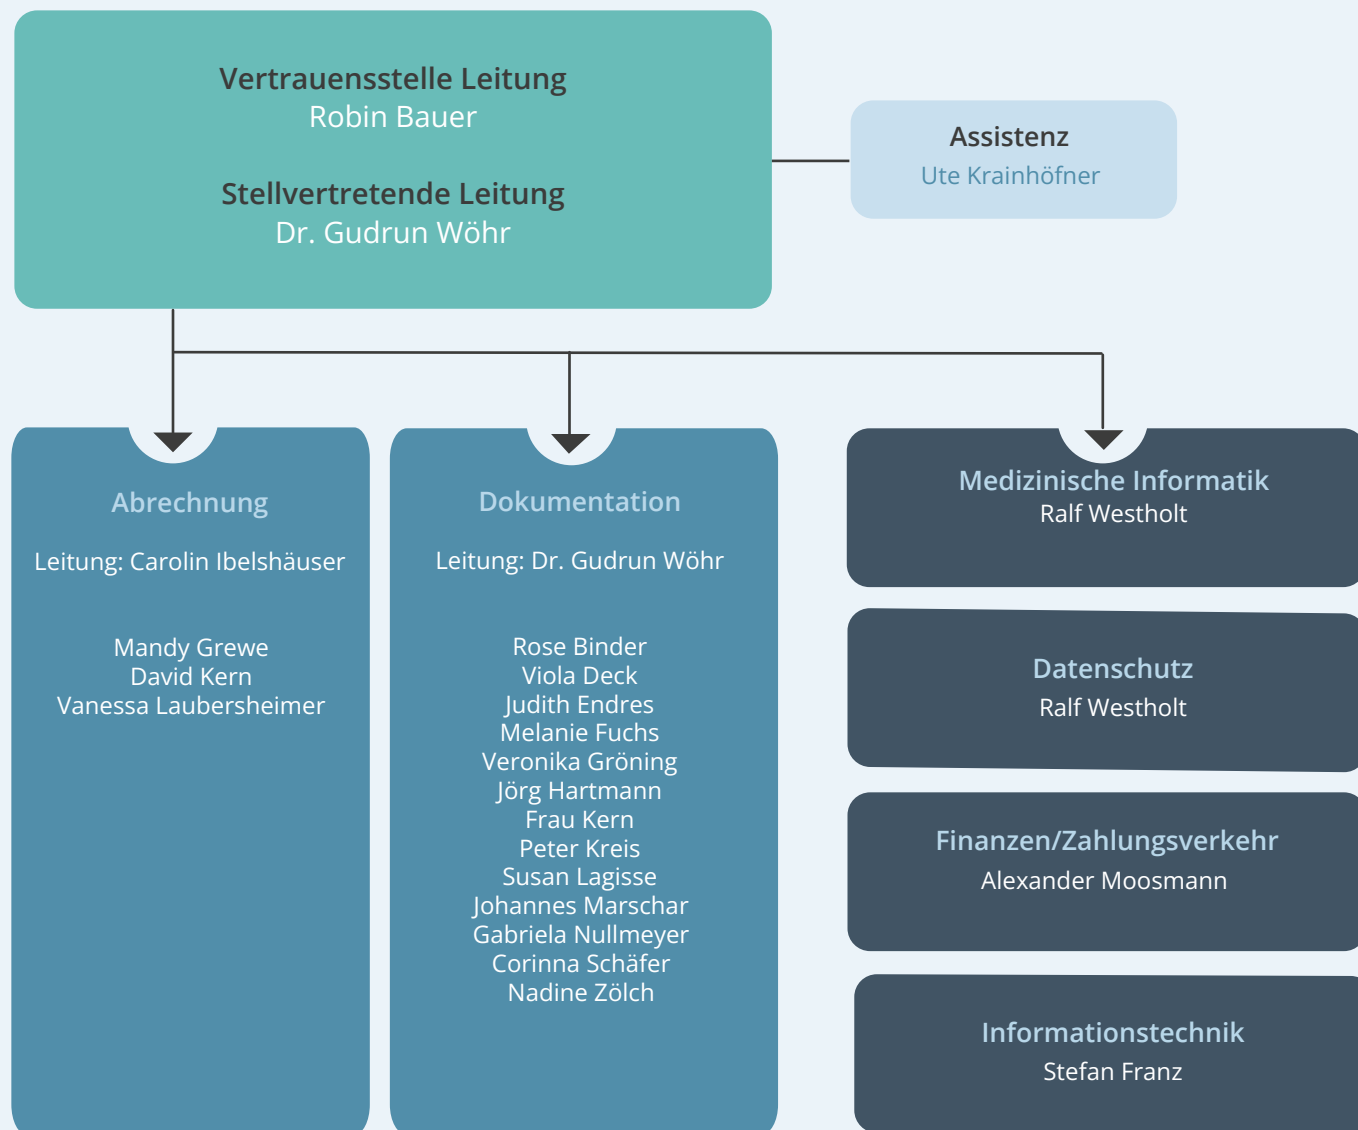 Vertrauensstelle Leitung
Robin Bauer
Stellvertretende Leitung
Dr. Gudrun Wöhr
Assistenz
Ute Krainhöfner
Abrechnung
Leitung: Carolin Ibelshäuser
Mandy Grewe
David Kern
Vanessa Laubersheimer
Dokumentation
Leitung: Dr. Gudrun Wöhr
Rose Binder
Viola Deck
Judith Endres
Melanie Fuchs
Veronika Gröning
Jörg Hartmann
Frau Kern
Peter Kreis
Susan Lagisse
Johannes Marschar
Gabriela Nullmeyer
Corinna Schäfer
Nadine Zölch
Medizinische Informatik
Ralf Westholt
Datenschutz
Ralf Westholt
Finanzen/Zahlungsverkehr
Alexander Moosmann
Informationstechnik
Stefan Franz